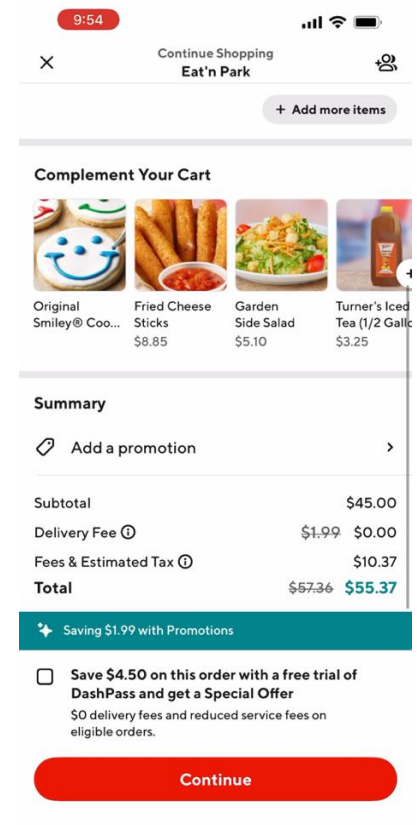 9:54
Continue Shopping
Eat'n Park
+ Add more items
Complement Your Cart
Original
Smiley® Coo...
Fried Cheese
Sticks
$8.85
Garden
Side Salad
$5.10
Turner's Iced
Tea (1/2 Gallo
$3.25
Summary
Add a promotion
Subtotal $45.00
Delivery Fee $1.99 $0.00
Fees & Estimated Tax $10.37
Total $57.36 $55.37
Saving $1.99 with Promotions
Save $4.50 on this order with a free trial of
DashPass and get a Special Offer
$0 delivery fees and reduced service fees on
eligible orders.
Continue